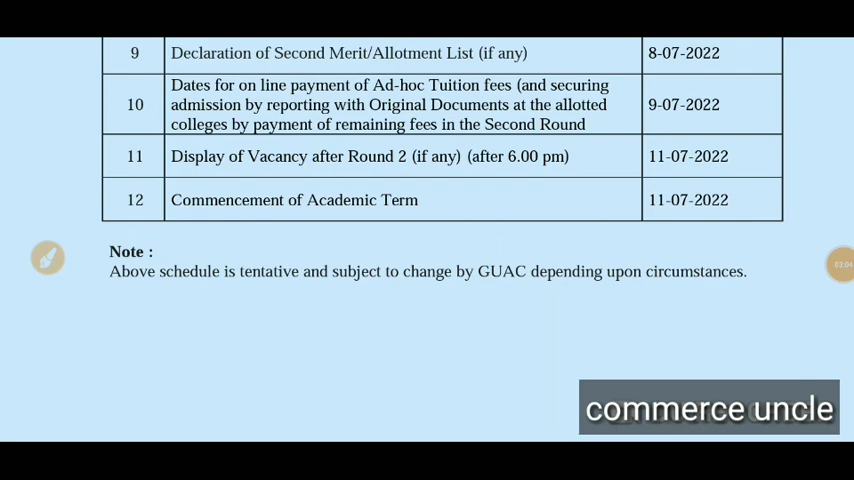 9 Declaration of Second Merit/Allotment List (if any) 8-07-2022
Dates for on line payment of Ad-hoc Tuition fees (and securing
10 admission by reporting with Original Documents at the allotted 9-07-2022
colleges by payment of remaining fees in the Second Round
11 Display of Vacancy after Round 2 (if any) (after 6.00 pm) 11-07-2022
12 Commencement of Academic Term 11-07-2022
Note :
Above schedule is tentative and subject to change by GUAC depending upon circumstances.
03:04
commerce uncle